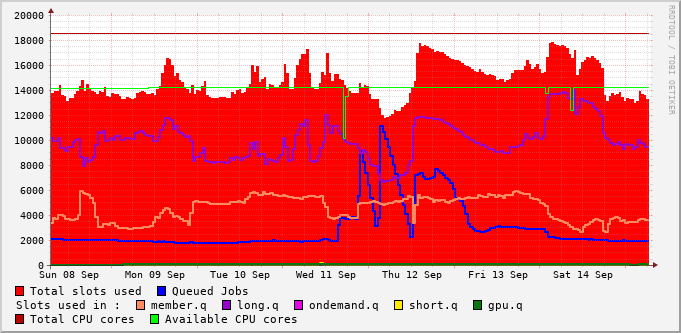 20000
18000
16000
14000
12000
10000
8000
6000
4000
2000
0
Sun 08 Sep Mon 09 Sep Tue 10 Sep Wed 11 Sep Thu 12 Sep Fri 13 Sep Sat 14 Sep
RRDTOOL / TOBI OETIKER
Total slots used Queued Jobs
Slots used in : member.q long.q ondemand.q short.q gpu.q
Total CPU cores Available CPU cores